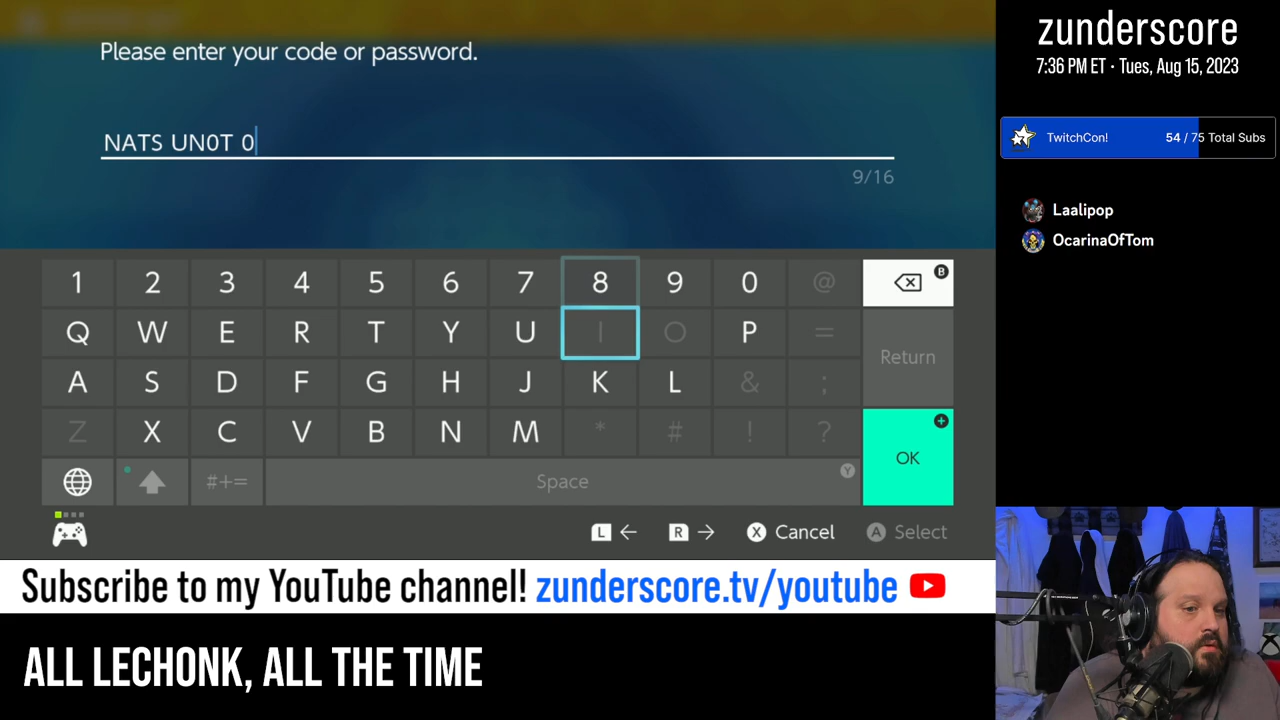 Please enter your code or password.
NATS UN0T 0
9/16
1 2 3 4 5 6 7 8 9 0 @
Q W E R T Y U I O P =
Return
A S D F G H J K L & ;
Z X C V B N M * # ! ?
OK
#+= Space
L ← R → X Cancel A Select
Subscribe to my YouTube channel! zunderscore.tv/youtube
ALL LECHONK, ALL THE TIME
zunderscore
7:36 PM ET · Tues, Aug 15, 2023
TwitchCon! 54 / 75 Total Subs
Laalipop
OcarinaOfTom